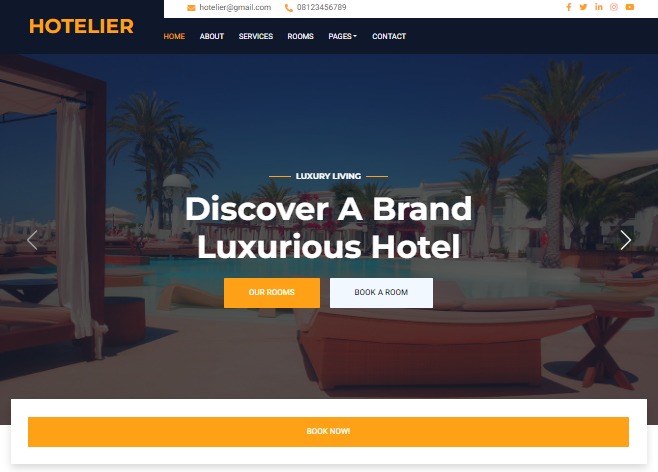 HOTELIER
hotelier@gmail.com 08123456789
HOME ABOUT SERVICES ROOMS PAGES CONTACT
LUXURY LIVING
Discover A Brand
Luxurious Hotel
OUR ROOMS BOOK A ROOM
BOOK NOW!